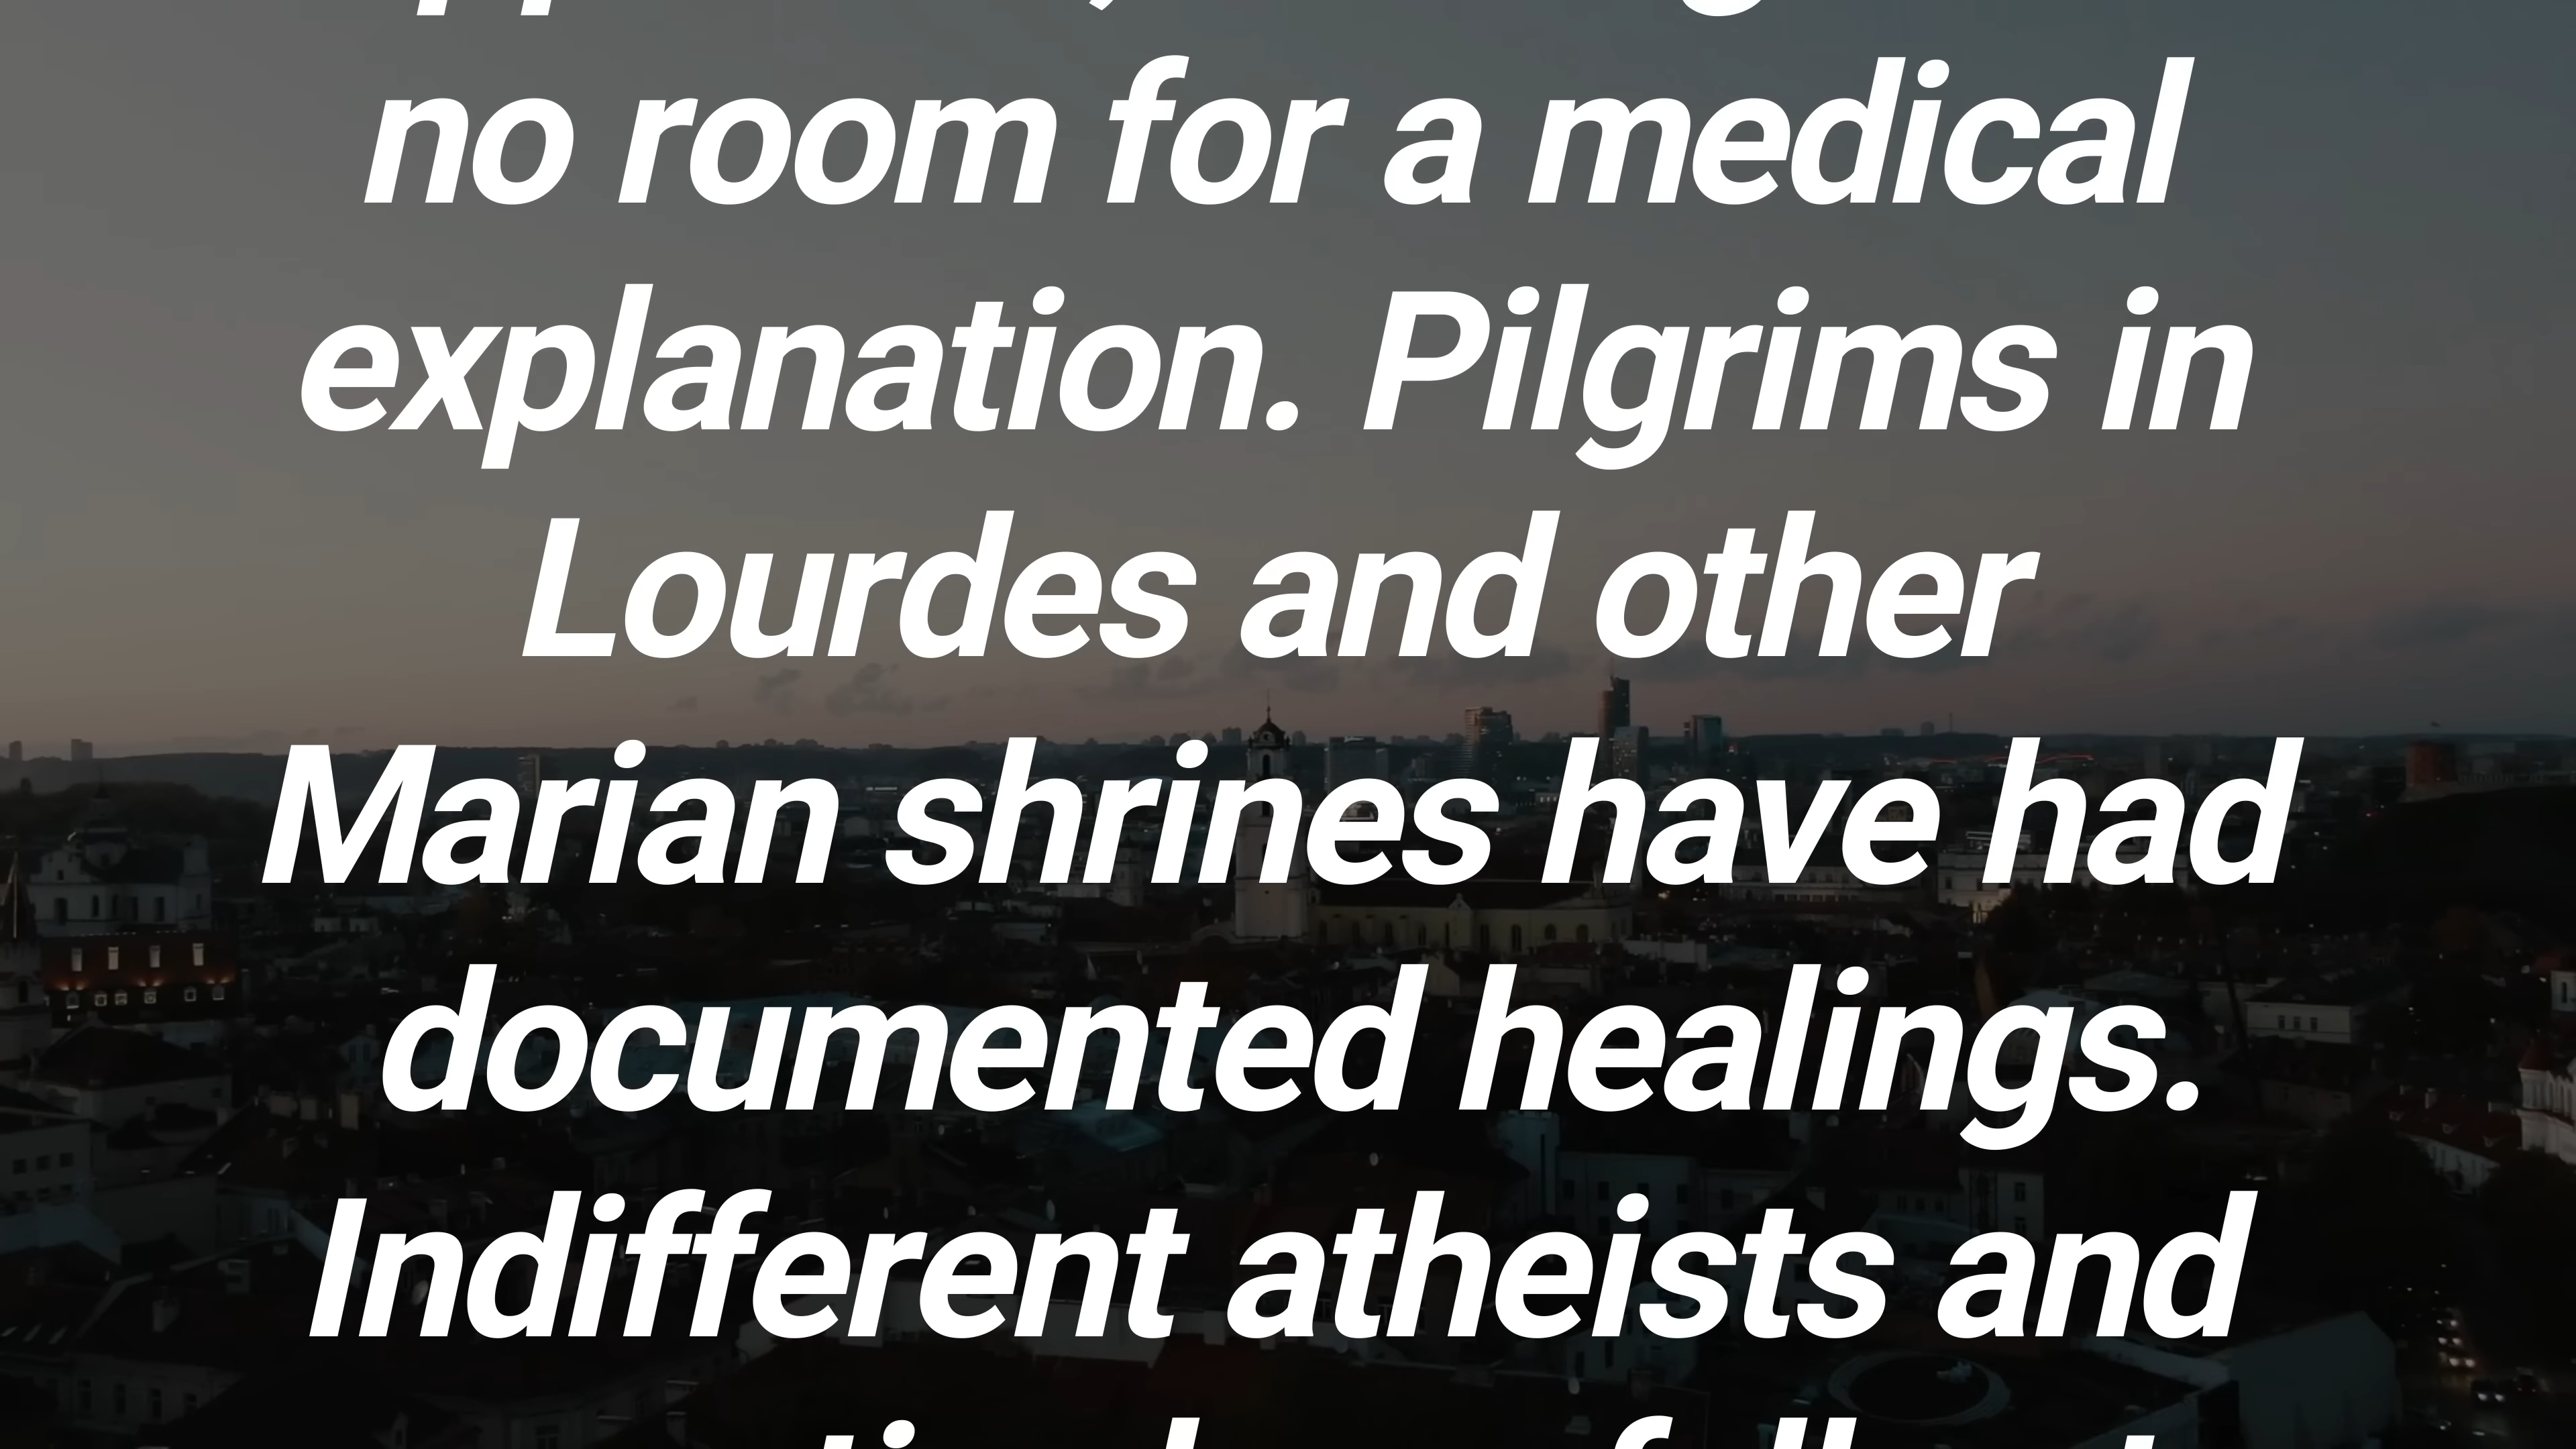 no room for a medical
explanation. Pilgrims in
Lourdes and other
Marian shrines have had
documented healings.
Indifferent atheists and